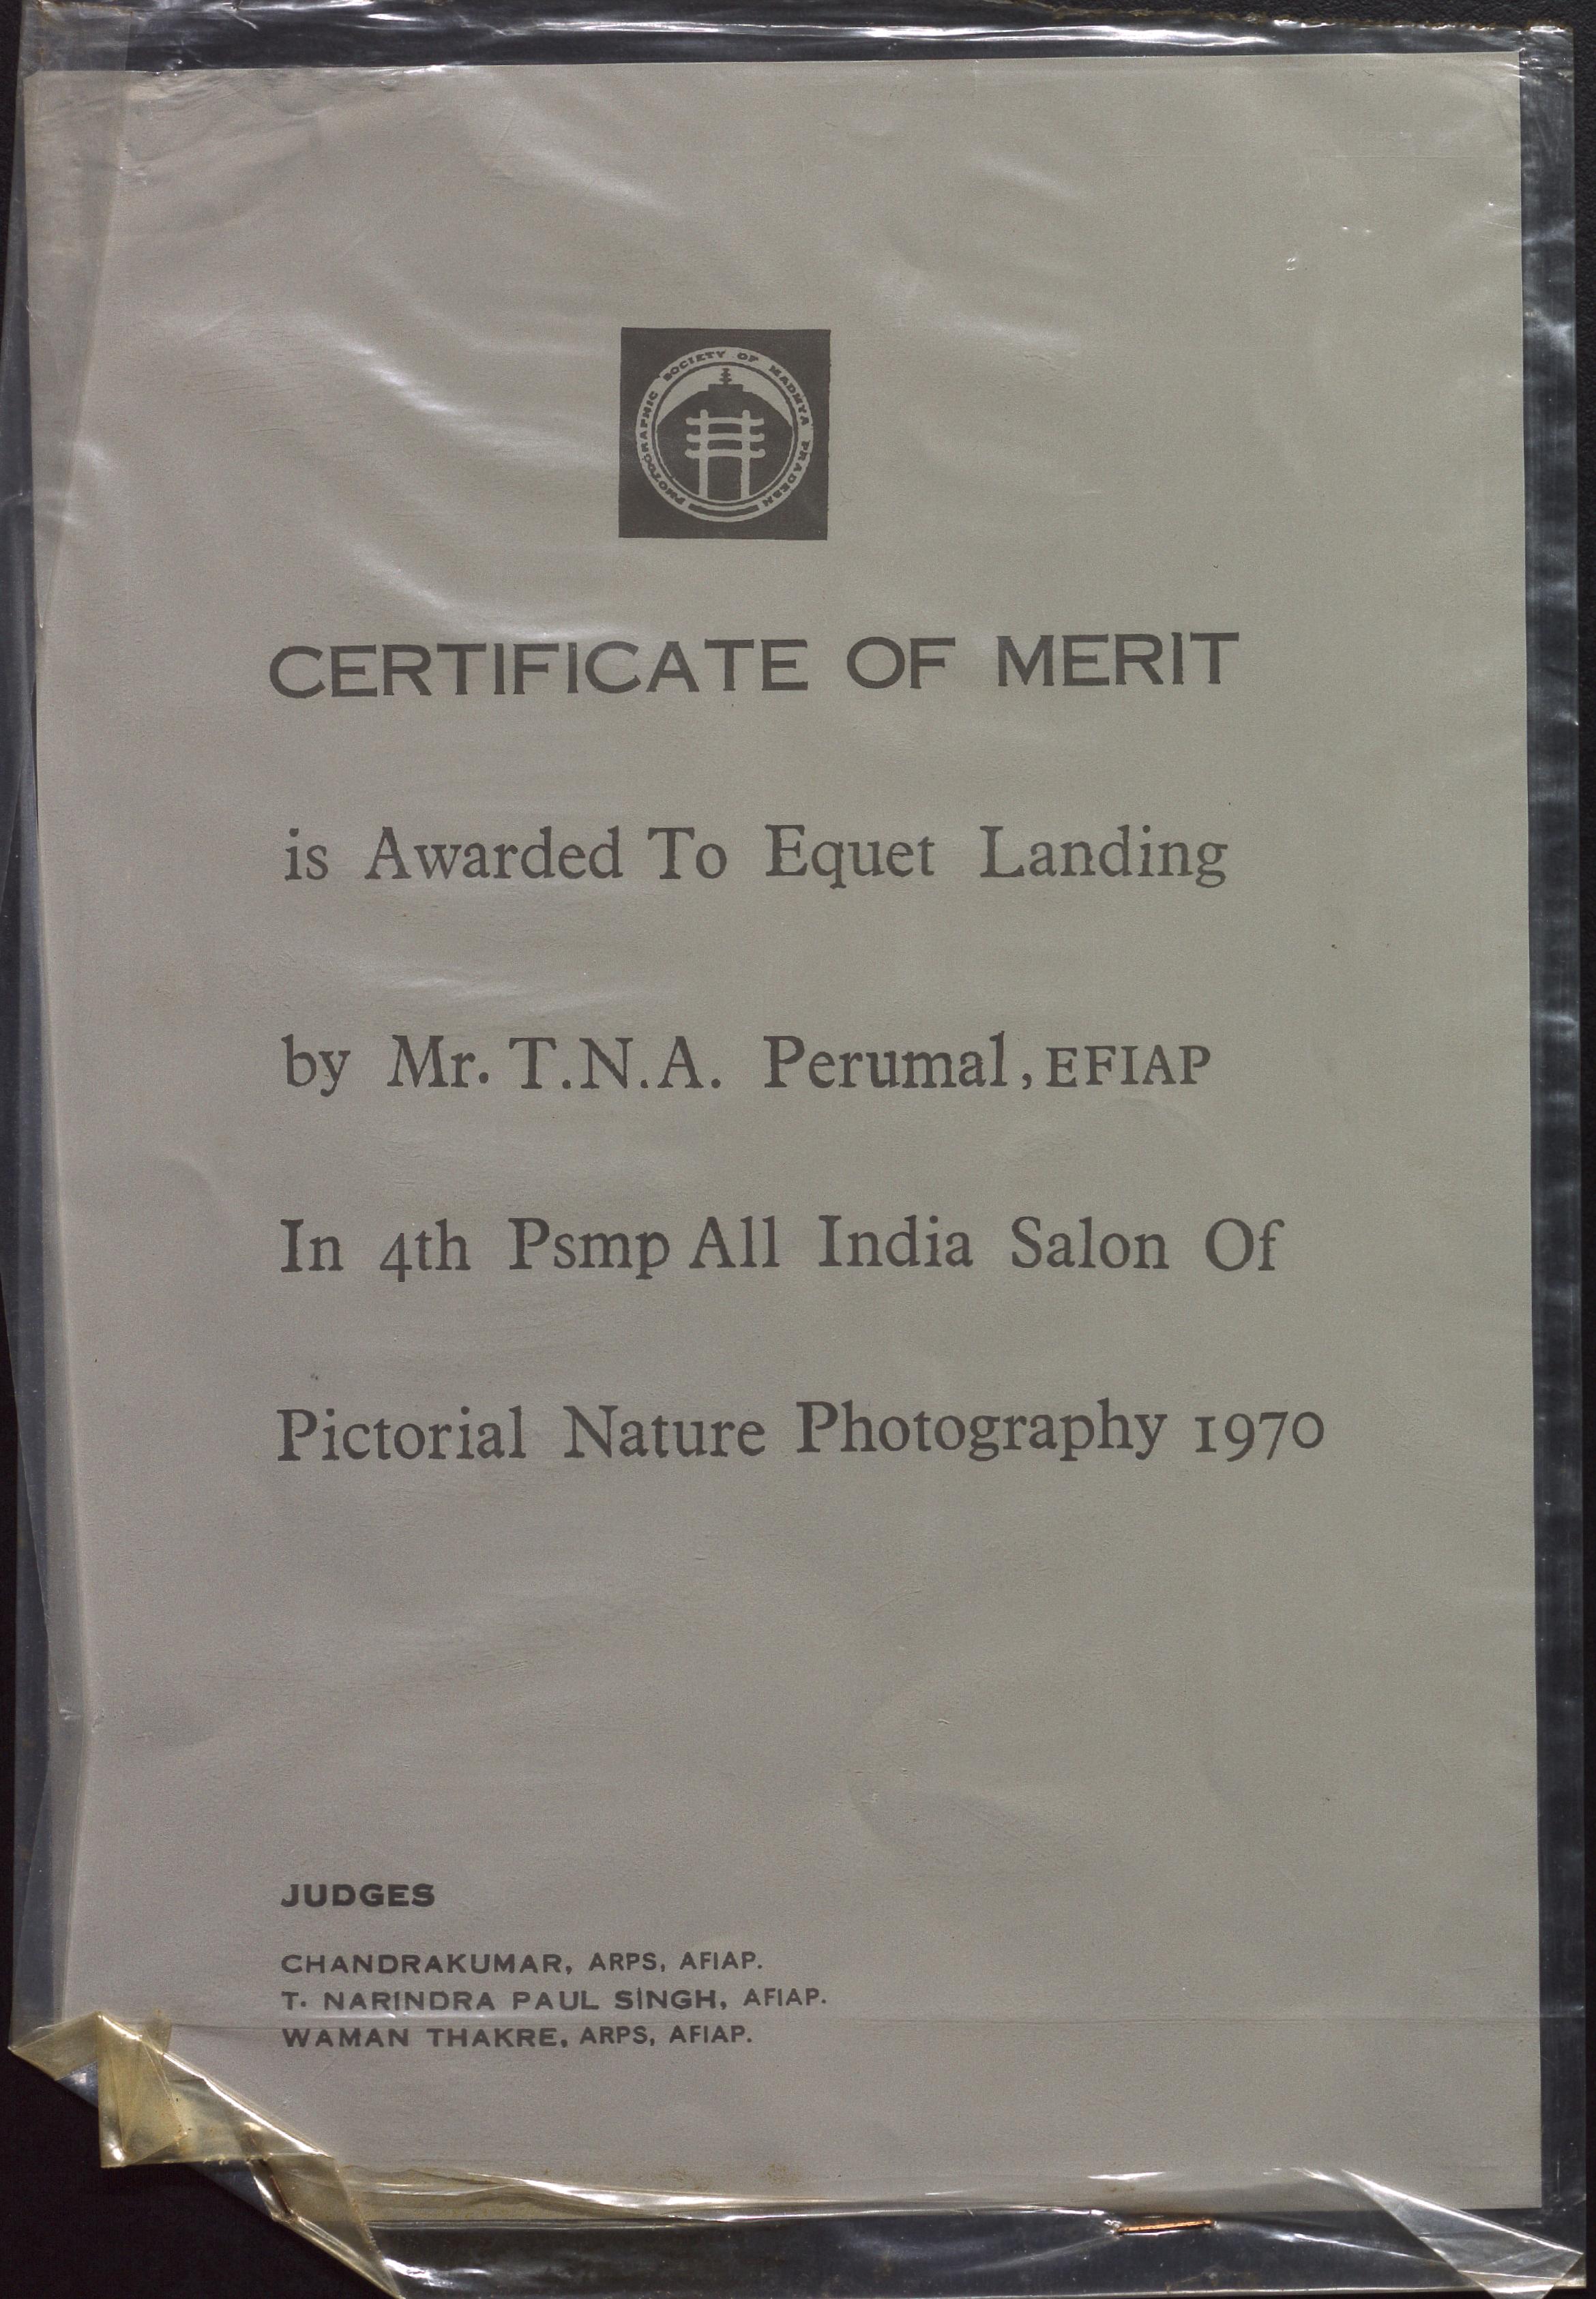 PHOTOGRAPHIC SOCIETY OF MADHYA PRADESH
CERTIFICATE OF MERIT
is Awarded To Equet Landing
by Mr. T.N.A. Perumal, EFIAP
In 4th Psmp All India Salon Of
Pictorial Nature Photography 1970
JUDGES
CHANDRAKUMAR, ARPS, AFIAP.
T. NARINDRA PAUL SINGH, AFIAP.
WAMAN THAKRE, ARPS, AFIAP.